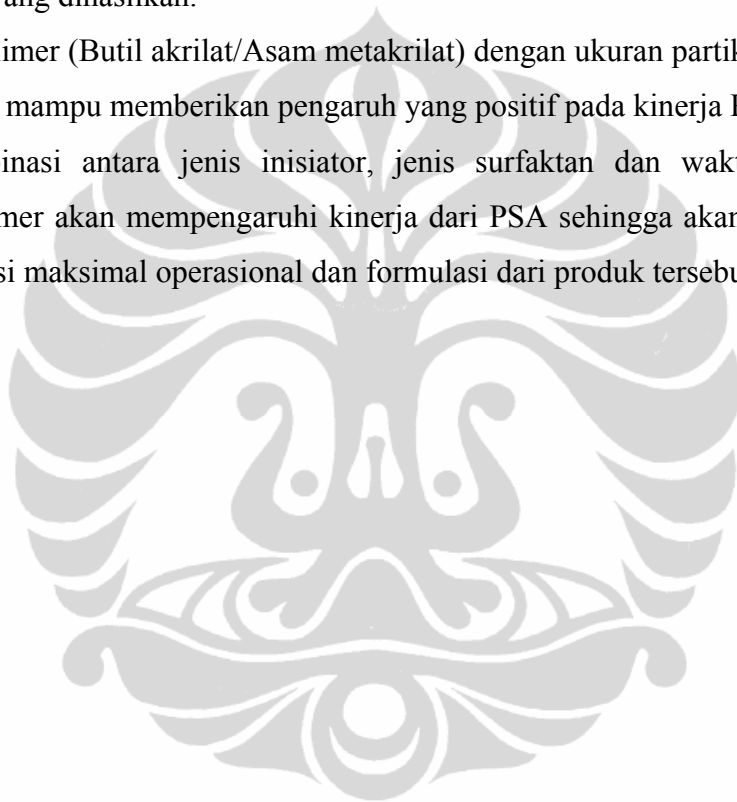 ang dihasilkan.
imer (Butil akrilat/Asam metakrilat) dengan ukuran partik
mampu memberikan pengaruh yang positif pada kinerja
binasi antara jenis inisiator, jenis surfaktan dan wakt
mer akan mempengaruhi kinerja dari PSA sehingga akan
si maksimal operasional dan formulasi dari produk tersebu